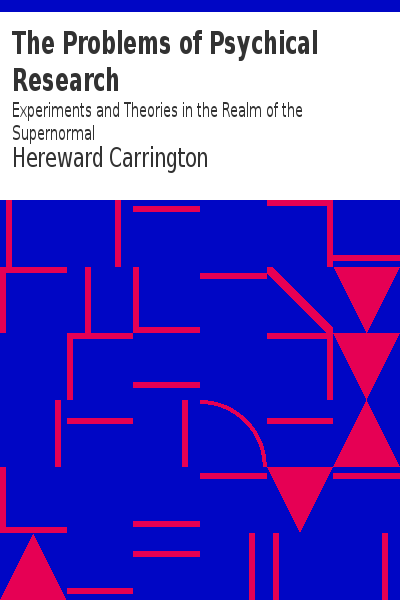 The Problems of Psychical
Research
Experiments and Theories in the Realm of the
Supernormal
Hereward Carrington